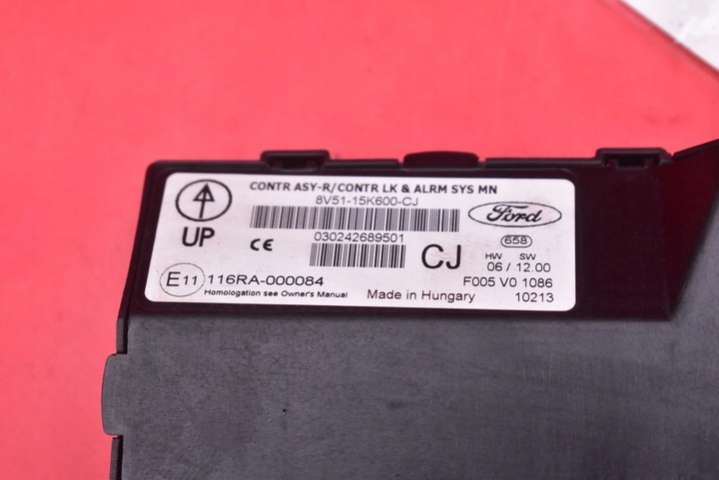 CONTR ASY-R/CONTR LK & ALRM SYS MN
8V51-15K600-CJ
Ford
UP
CE
030242689501
CJ
658
HW SW
06 / 12.00
E11 116RA-000084
F005 V0 1086
Homologation see Owner's Manual
Made in Hungary
10213